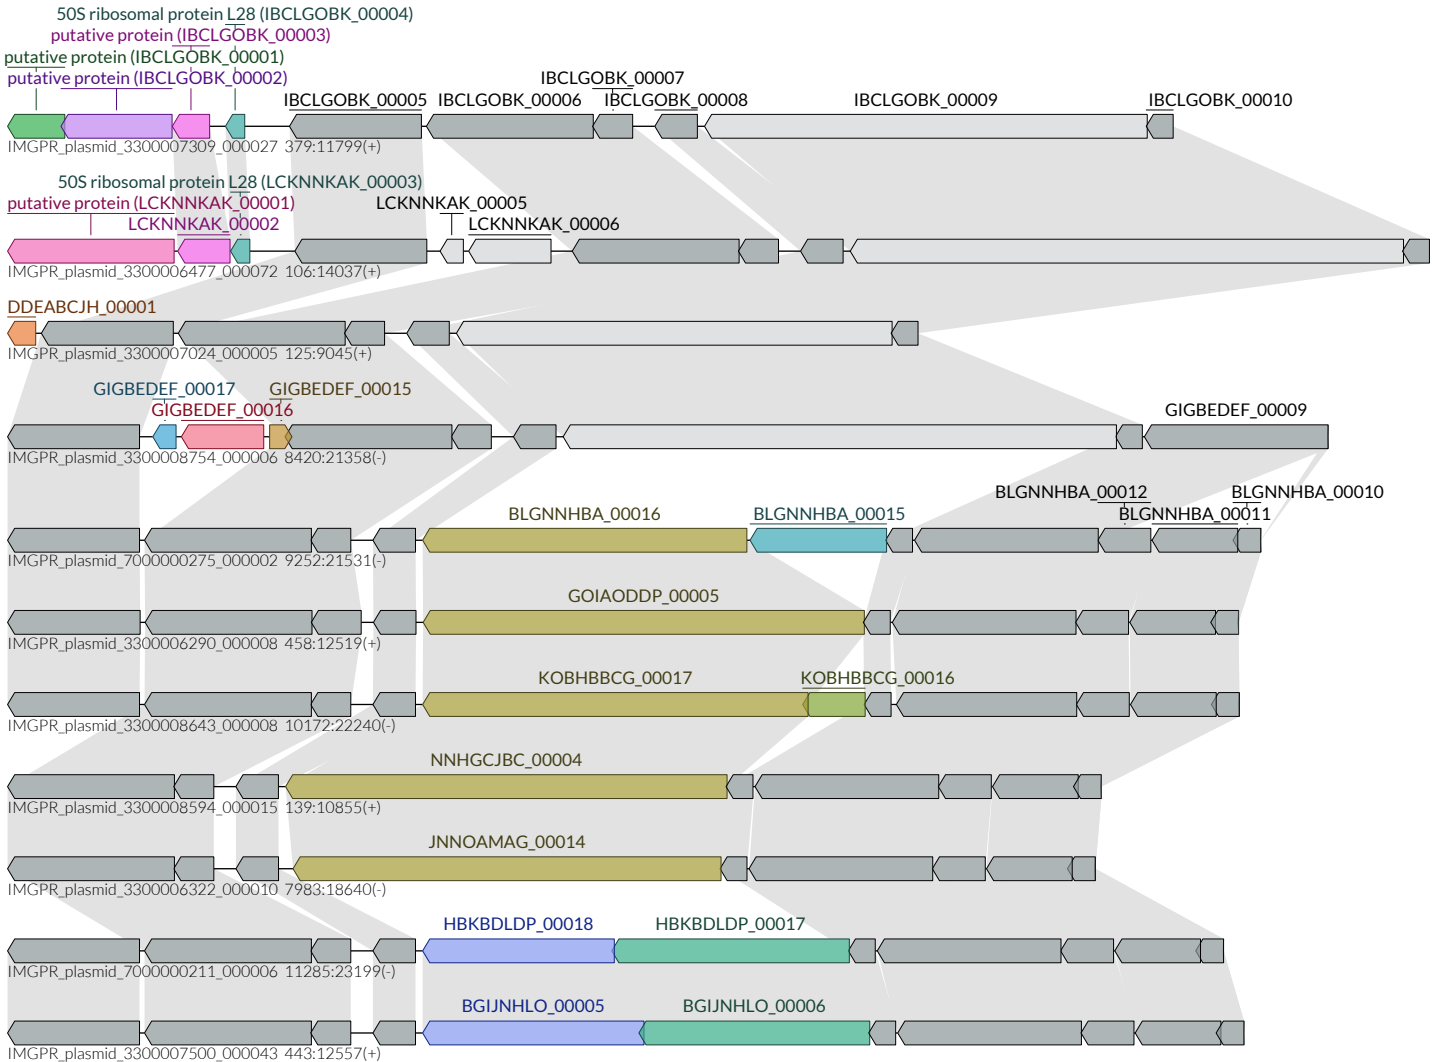 50S ribosomal protein L28 (IBCLGOBK_00004)
putative protein (IBCLGOBK_00003)
putative protein (IBCLGOBK_00001)
putative protein (IBCLGOBK_00002)
IBCLGOBK_00007
IBCLGOBK_00005 IBCLGOBK_00006 IBCLGOBK_00008 IBCLGOBK_00009 IBCLGOBK_00010
IMGPR_plasmid_3300007309_000027 379:11799(+)
50S ribosomal protein L28 (LCKNNKAK_00003)
putative protein (LCKNNKAK_00001) LCKNNKAK_00005
LCKNNKAK_00002 LCKNNKAK_00006
IMGPR_plasmid_3300006477_000072 106:14037(+)
DDEABCJH_00001
IMGPR_plasmid_3300007024_000005 125:9045(+)
GIGBEDEF_00017 GIGBEDEF_00015
GIGBEDEF_00016 GIGBEDEF_00009
IMGPR_plasmid_3300008754_000006 8420:21358(-)
BLGNNHBA_00012 BLGNNHBA_00010
BLGNNHBA_00016 BLGNNHBA_00015 BLGNNHBA_00011
IMGPR_plasmid_7000000275_000002 9252:21531(-)
GOIAODDP_00005
IMGPR_plasmid_3300006290_000008 458:12519(+)
KOBHBBCG_00017 KOBHBBCG_00016
IMGPR_plasmid_3300008643_000008 10172:22240(-)
NNHGCJBC_00004
IMGPR_plasmid_3300008594_000015 139:10855(+)
JNNOAMAG_00014
IMGPR_plasmid_3300006322_000010 7983:18640(-)
HBKBDLDP_00018 HBKBDLDP_00017
IMGPR_plasmid_7000000211_000006 11285:23199(-)
BGIJNHLO_00005 BGIJNHLO_00006
IMGPR_plasmid_3300007500_000043 443:12557(+)